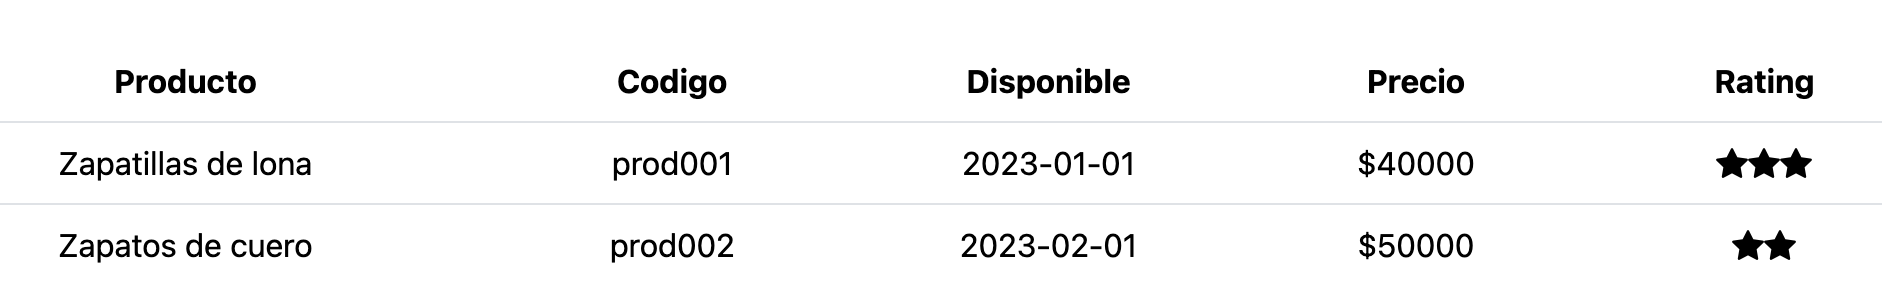 Producto Codigo Disponible Precio Rating
Zapatillas de lona prod001 2023-01-01 $40000 ★★★
Zapatos de cuero prod002 2023-02-01 $50000 ★★